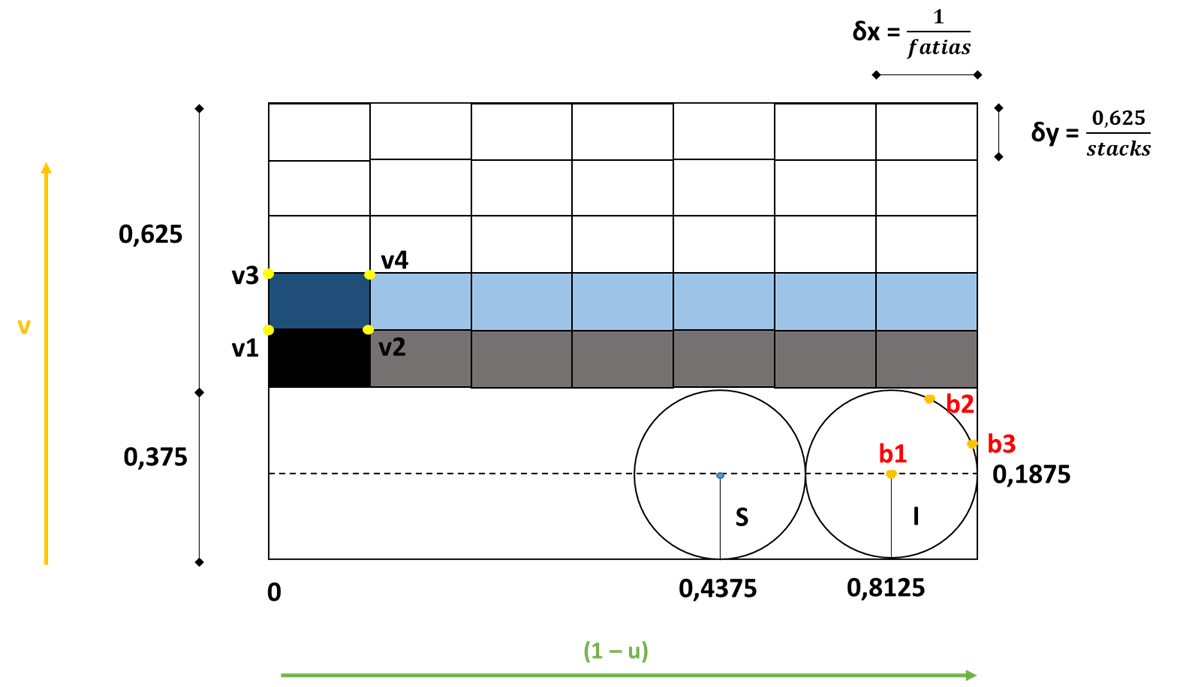 δx = 1/fatias
δy = 0,625/stacks
0,625
v3
v4
v
v1
v2
b2
0,375
b1
b3
0,1875
S
I
0
0,4375
0,8125
(1 – u)